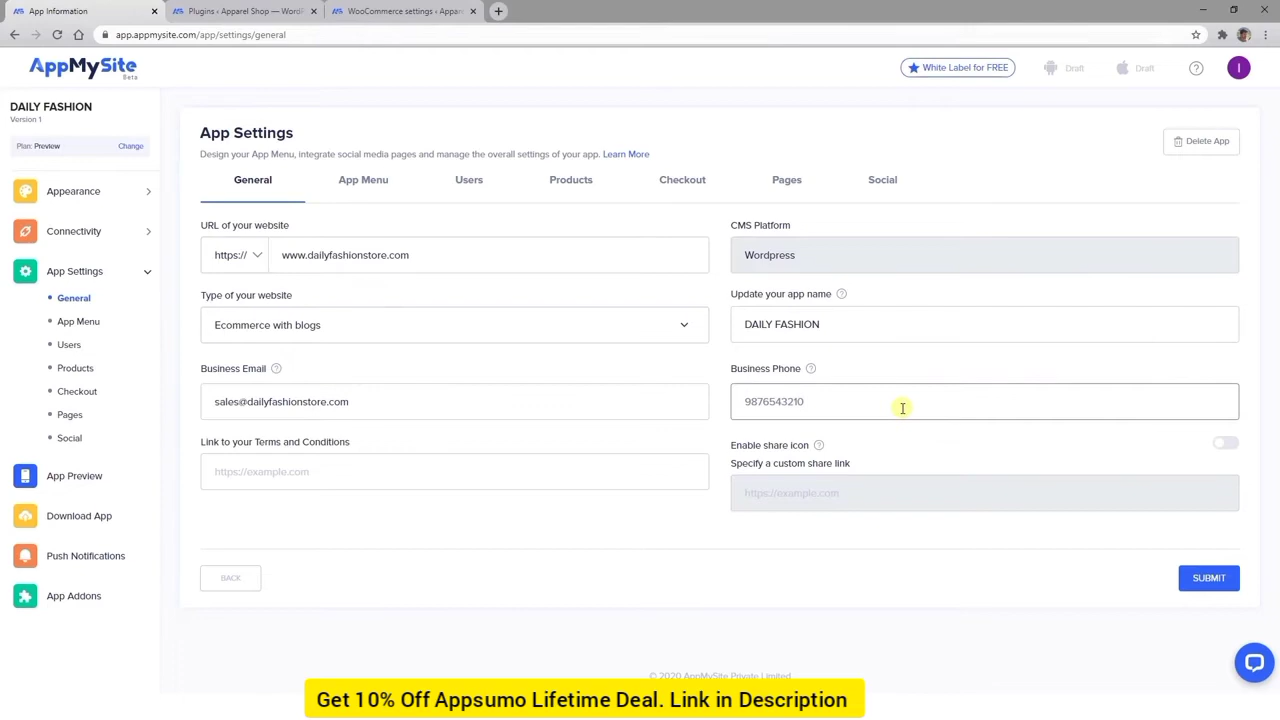 App Information
Plugins ‹ Apparel Shop — WordP
WooCommerce settings ‹ Appare
app.appmysite.com/app/settings/general
AppMySite
Beta
White Label for FREE
Draft
Draft
I
DAILY FASHION
Version 1
Plan: Preview
Change
Appearance
Connectivity
App Settings
General
App Menu
Users
Products
Checkout
Pages
Social
App Preview
Download App
Push Notifications
App Addons
App Settings
Delete App
Design your App Menu, integrate social media pages and manage the overall settings of your app. Learn More
General App Menu Users Products Checkout Pages Social
URL of your website
https:// www.dailyfashionstore.com
CMS Platform
Wordpress
Type of your website
Ecommerce with blogs
Update your app name
DAILY FASHION
Business Email
sales@dailyfashionstore.com
Business Phone
9876543210
Link to your Terms and Conditions
https://example.com
Enable share icon
Specify a custom share link
https://example.com
BACK
SUBMIT
© 2020 AppMySite Private Limited
Get 10% Off Appsumo Lifetime Deal. Link in Description